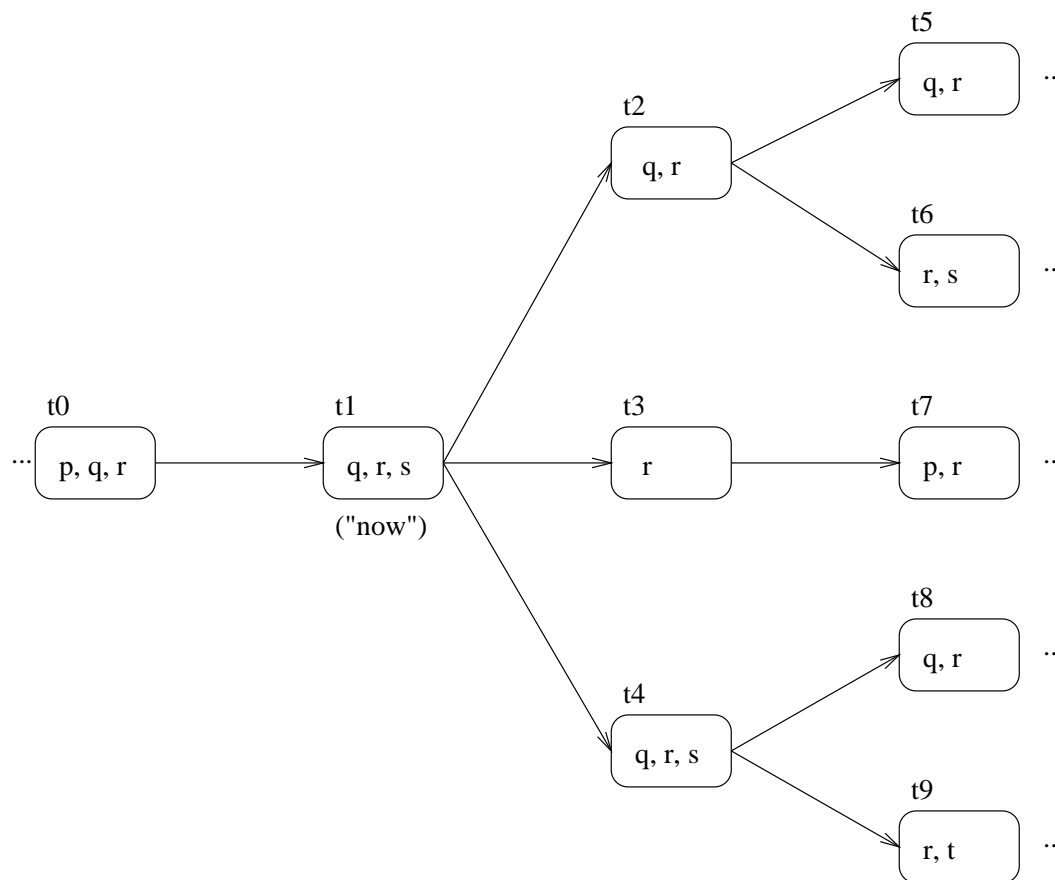 t5
q, r
...
t2
q, r
t6
r, s
...
t0
... p, q, r
t1
q, r, s
("now")
t3
r
t7
p, r
...
t8
q, r
...
t4
q, r, s
t9
r, t
...